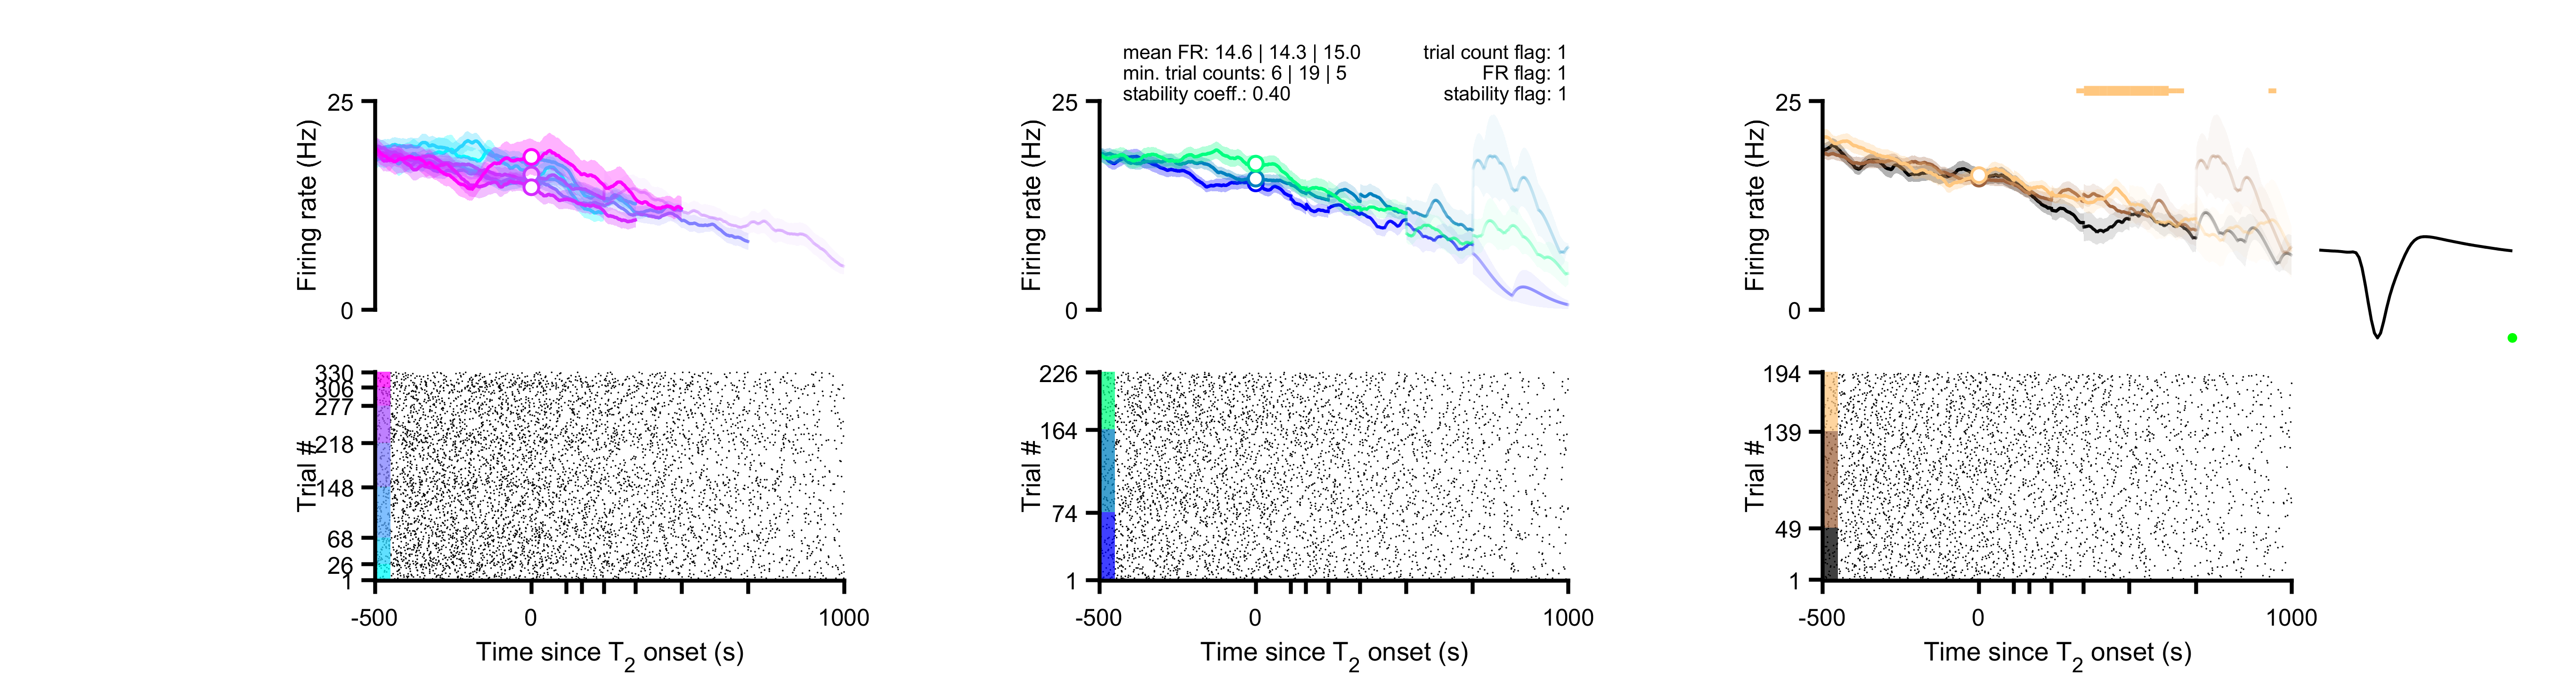 mean FR: 14.6 | 14.3 | 15.0
min. trial counts: 6 | 19 | 5
stability coeff.: 0.40
trial count flag: 1
FR flag: 1
stability flag: 1
25
Firing rate (Hz)
0
25
Firing rate (Hz)
0
25
Firing rate (Hz)
0
330
306
277
218
148
68
26
1
Trial #
-500
0
1000
Time since T2 onset (s)
226
164
74
1
Trial #
-500
0
1000
Time since T2 onset (s)
194
139
49
1
Trial #
-500
0
1000
Time since T2 onset (s)